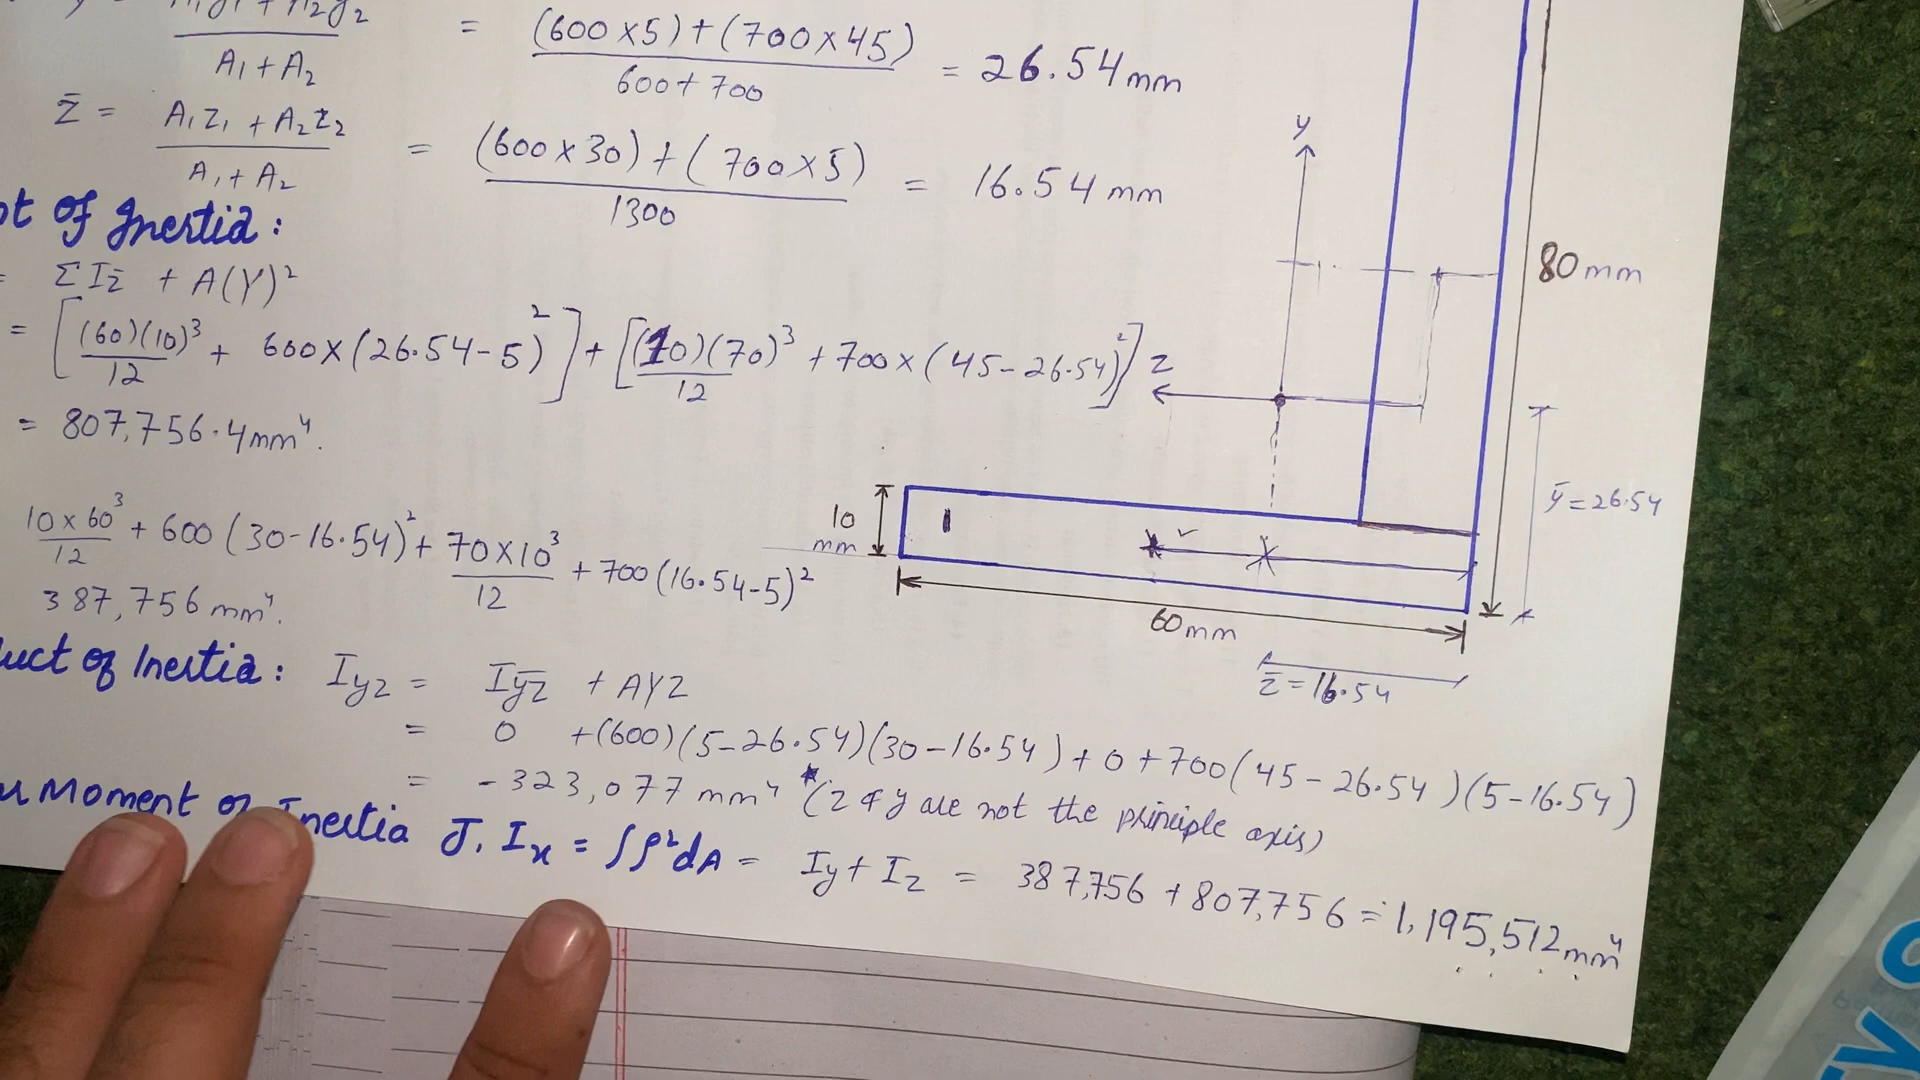 ȳ = A₁y₁ + A₂y₂ / A₁ + A₂ = (600 x 5) + (700 x 45) / 600 + 700 = 26.54 mm
z̄ = A₁z₁ + A₂z₂ / A₁ + A₂ = (600 x 30) + (700 x 5) / 1300 = 16.54 mm
of Inertia :
= ΣI z̄ + A(Y)²
= [(60)(10)³ / 12 + 600 x (26.54 - 5)²] + [(10)(70)³ / 12 + 700 x (45 - 26.54)²]
= 807,756.4 mm⁴.
10 x 60³ / 12 + 600 (30 - 16.54)² + 70 x 10³ / 12 + 700 (16.54 - 5)²
387,756 mm⁴.
of Inertia : Iyz = Iȳz̄ + AYZ
= 0 + (600)(5 - 26.54)(30 - 16.54) + 0 + 700 (45 - 26.54)(5 - 16.54)
= - 323,077 mm⁴ * (z & y are not the principle axis)
Moment of Inertia J, Ix = ∫ρ²dA = Iy + Iz = 387,756 + 807,756 = 1,195,512 mm⁴
y
80 mm
z
ȳ = 26.54
10 mm
1
60 mm
z̄ = 16.54